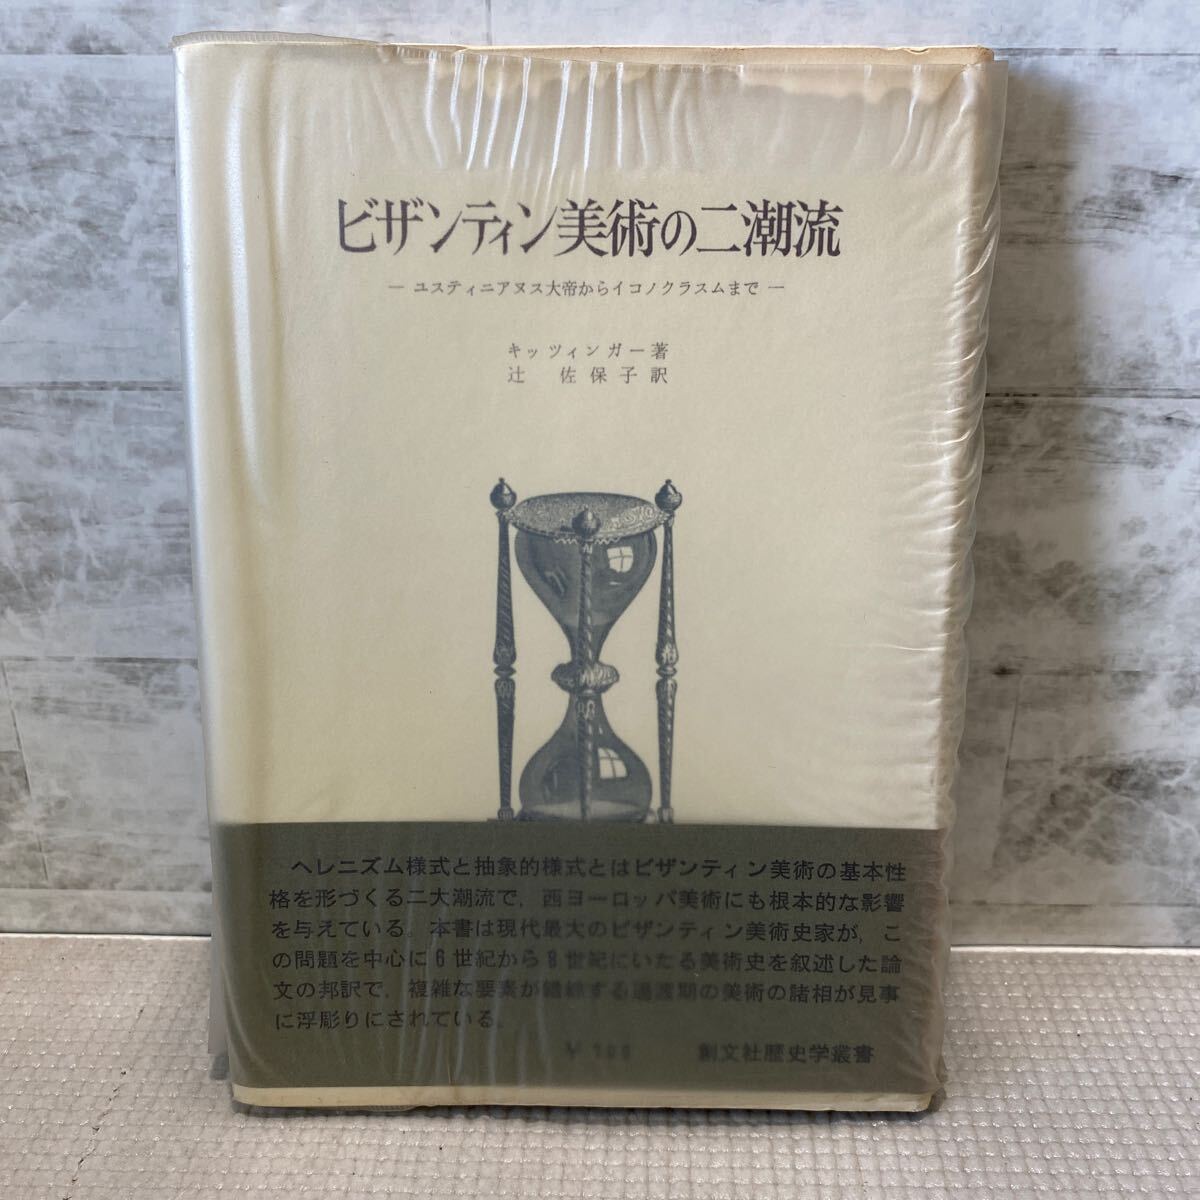 ビザンティン美術の二潮流
― ユスティニアヌス大帝からイコノクラスムまで ―
キッツィンガー著
辻 佐保子訳
ヘレニズム様式と抽象的様式とはビザンティン美術の基本性
格を形づくる二大潮流で，西ヨーロッパ美術にも根本的な影響
を与えている。本書は現代最大のビザンティン美術史家が，こ
の問題を中心に6世紀から8世紀にいたる美術史を叙述した論
文の邦訳で，複雑な要素が錯綜する過渡期の美術の諸相が見事
に浮彫りにされている。
¥ 創文社歴史学叢書